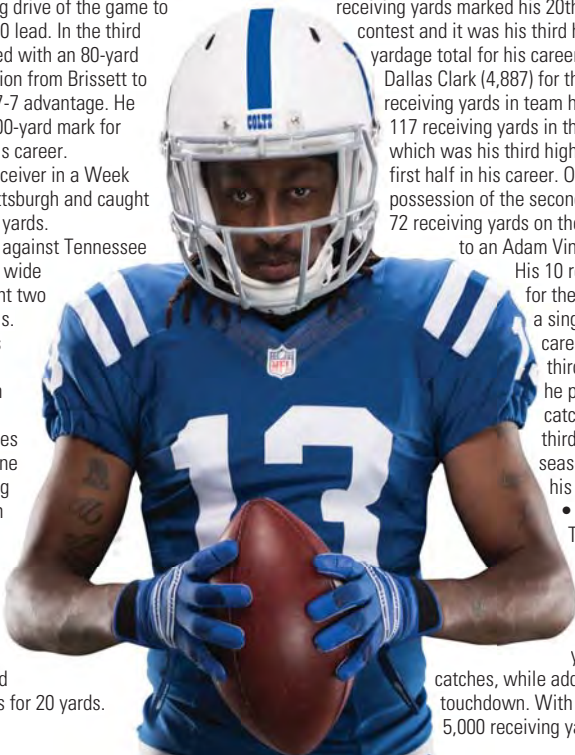 g drive of the game to
0 lead. In the third
ed with an 80-yard
ion from Brissett to
7-7 advantage. He
00-yard mark for
s career.
ceiver in a Week
ttsburgh and caught
yards.
against Tennessee
wide
nt two
s.
n
es
ne
g
n
d
s for 20 yards.
COLTS
NFL
13
13
13
receiving yards marked his 20th
contest and it was his third h
yardage total for his career
Dallas Clark (4,887) for th
receiving yards in team h
117 receiving yards in th
which was his third high
first half in his career. O
possession of the second
72 receiving yards on the
to an Adam Vin
His 10 re
for the
a sing
care
third
he p
catc
third
seas
his
•
T
y
catches, while add
touchdown. With
5,000 receiving ya